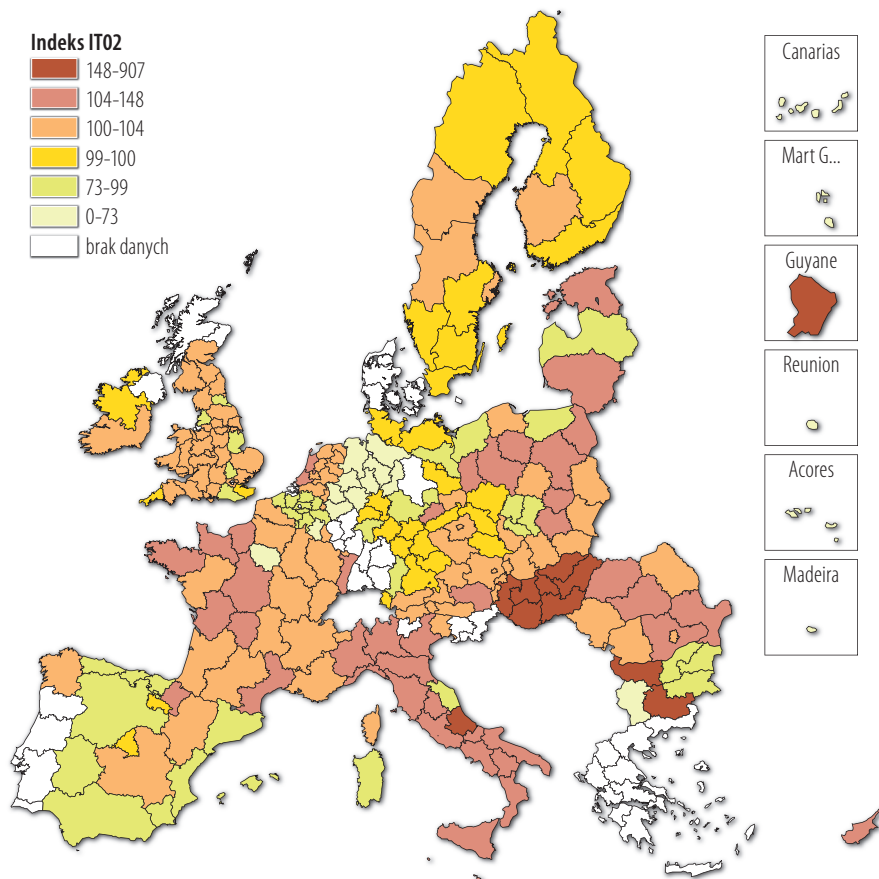 Indeks IT02
148-907
104-148
100-104
99-100
73-99
0-73
brak danych
Canarias
Mart G...
Guyane
Reunion
Acores
Madeira